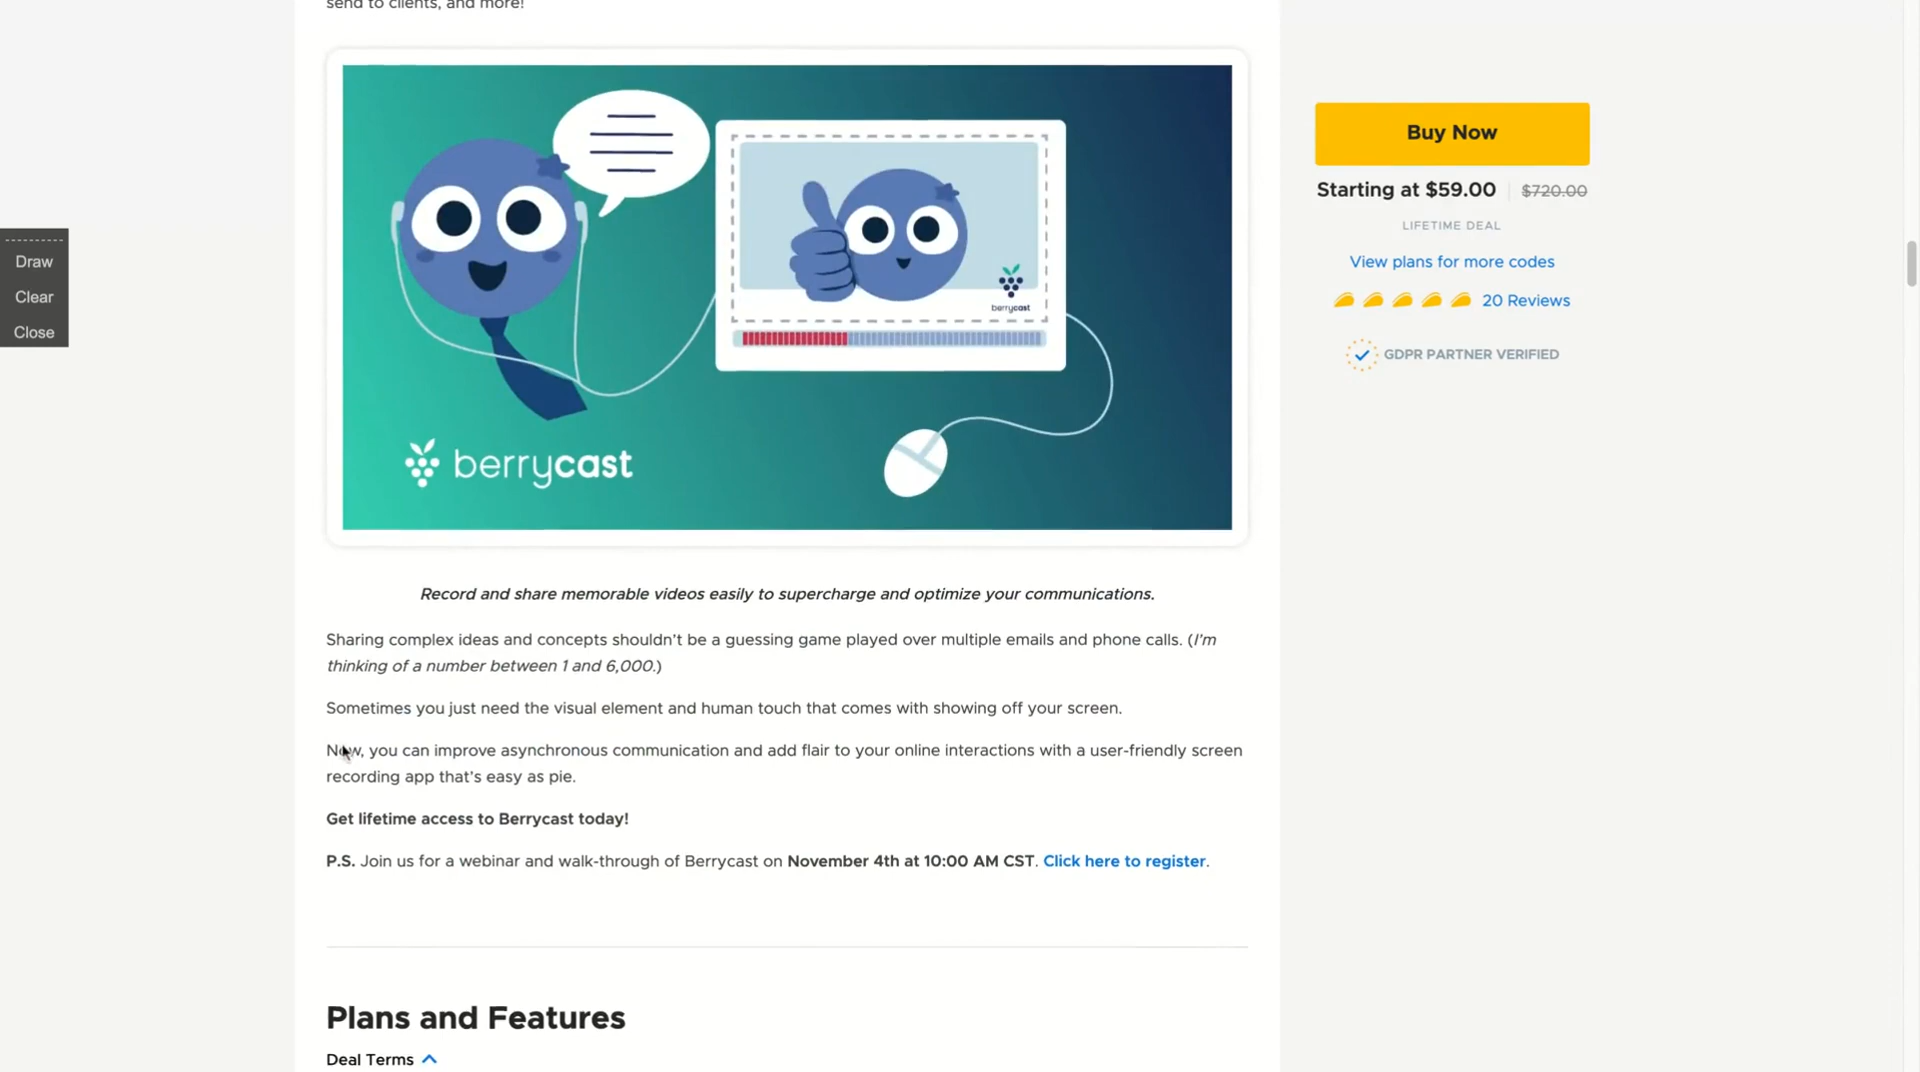 send to clients, and more!
berrycast
berrycast
Record and share memorable videos easily to supercharge and optimize your communications.
Sharing complex ideas and concepts shouldn't be a guessing game played over multiple emails and phone calls. (I'm
thinking of a number between 1 and 6,000.)
Sometimes you just need the visual element and human touch that comes with showing off your screen.
Now, you can improve asynchronous communication and add flair to your online interactions with a user-friendly screen
recording app that's easy as pie.
Get lifetime access to Berrycast today!
P.S. Join us for a webinar and walk-through of Berrycast on November 4th at 10:00 AM CST. Click here to register.
Plans and Features
Deal Terms
Buy Now
Starting at $59.00 $720.00
LIFETIME DEAL
View plans for more codes
20 Reviews
GDPR PARTNER VERIFIED
Draw
Clear
Close